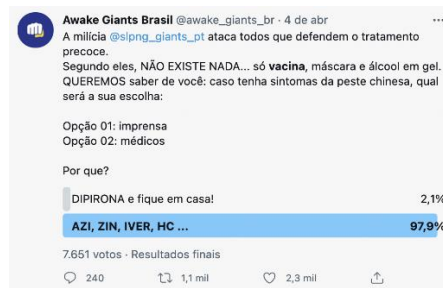 Awake Giants Brasil @awake_giants_br · 4 de abr
A milícia @slpng_giants_pt ataca todos que defendem o tratamento
precoce.
Segundo eles, NÃO EXISTE NADA... só vacina, máscara e álcool em gel.
QUEREMOS saber de você: caso tenha sintomas da peste chinesa, qual
será a sua escolha:
Opção 01: imprensa
Opção 02: médicos
Por que?
DIPIRONA e fique em casa! 2,1%
AZI, ZIN, IVER, HC ... 97,9%
7.651 votos · Resultados finais
240 1,1 mil 2,3 mil